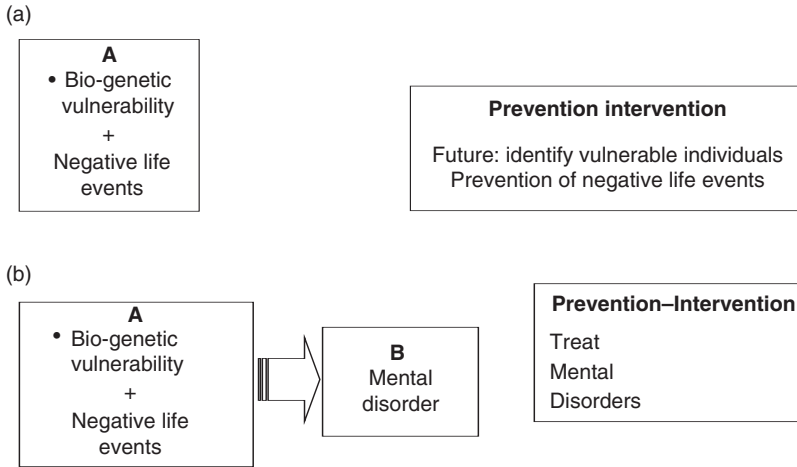 (a)
A
• Bio-genetic
vulnerability
+
Negative life
events
Prevention intervention
Future: identify vulnerable individuals
Prevention of negative life events
(b)
A
• Bio-genetic
vulnerability
+
Negative life
events
B
Mental
disorder
Prevention–Intervention
Treat
Mental
Disorders